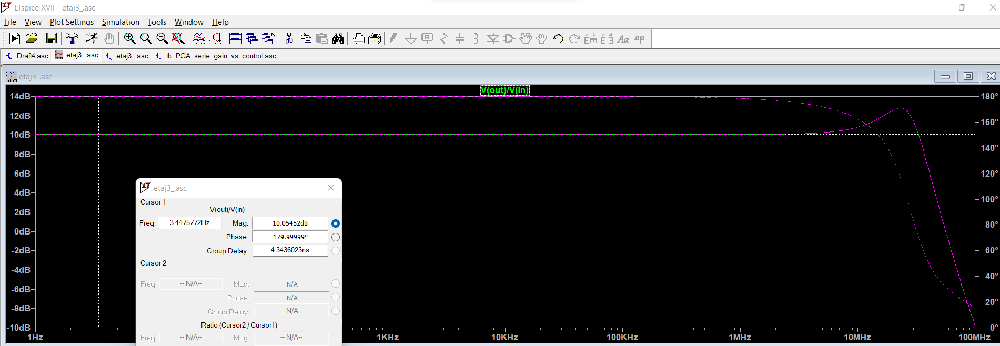 LTspice XVII - etaj3_.asc
File View Plot Settings Simulation Tools Window Help
Draft4.asc etaj3_.asc etaj3_.asc tb_PGA_serie_gain_vs_control.asc
etaj3_.asc
V(out)/V(in)
14dB 180°
12dB 160°
10dB 140°
8dB 120°
6dB 100°
4dB 80°
2dB 60°
0dB 40°
-2dB 20°
-4dB 0°
-6dB
-8dB
-10dB
1Hz 1KHz 10KHz 100KHz 1MHz 10MHz 100MHz
etaj3_.asc
Cursor 1
V(out)/V(in)
Freq: 3.4475772Hz Mag: 10.05452dB
Phase: 179.99999°
Group Delay: 4.3436023ns
Cursor 2
Freq: -- N/A-- Mag: -- N/A--
Phase: -- N/A--
Group Delay: -- N/A--
Ratio (Cursor2 / Cursor1)
Freq: -- N/A-- Mag: -- N/A--